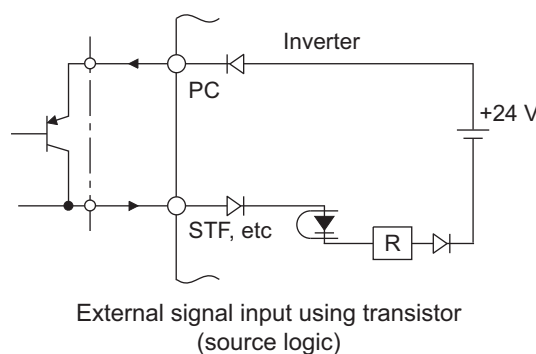 Inverter
PC
+24 V
STF, etc
R
External signal input using transistor
(source logic)